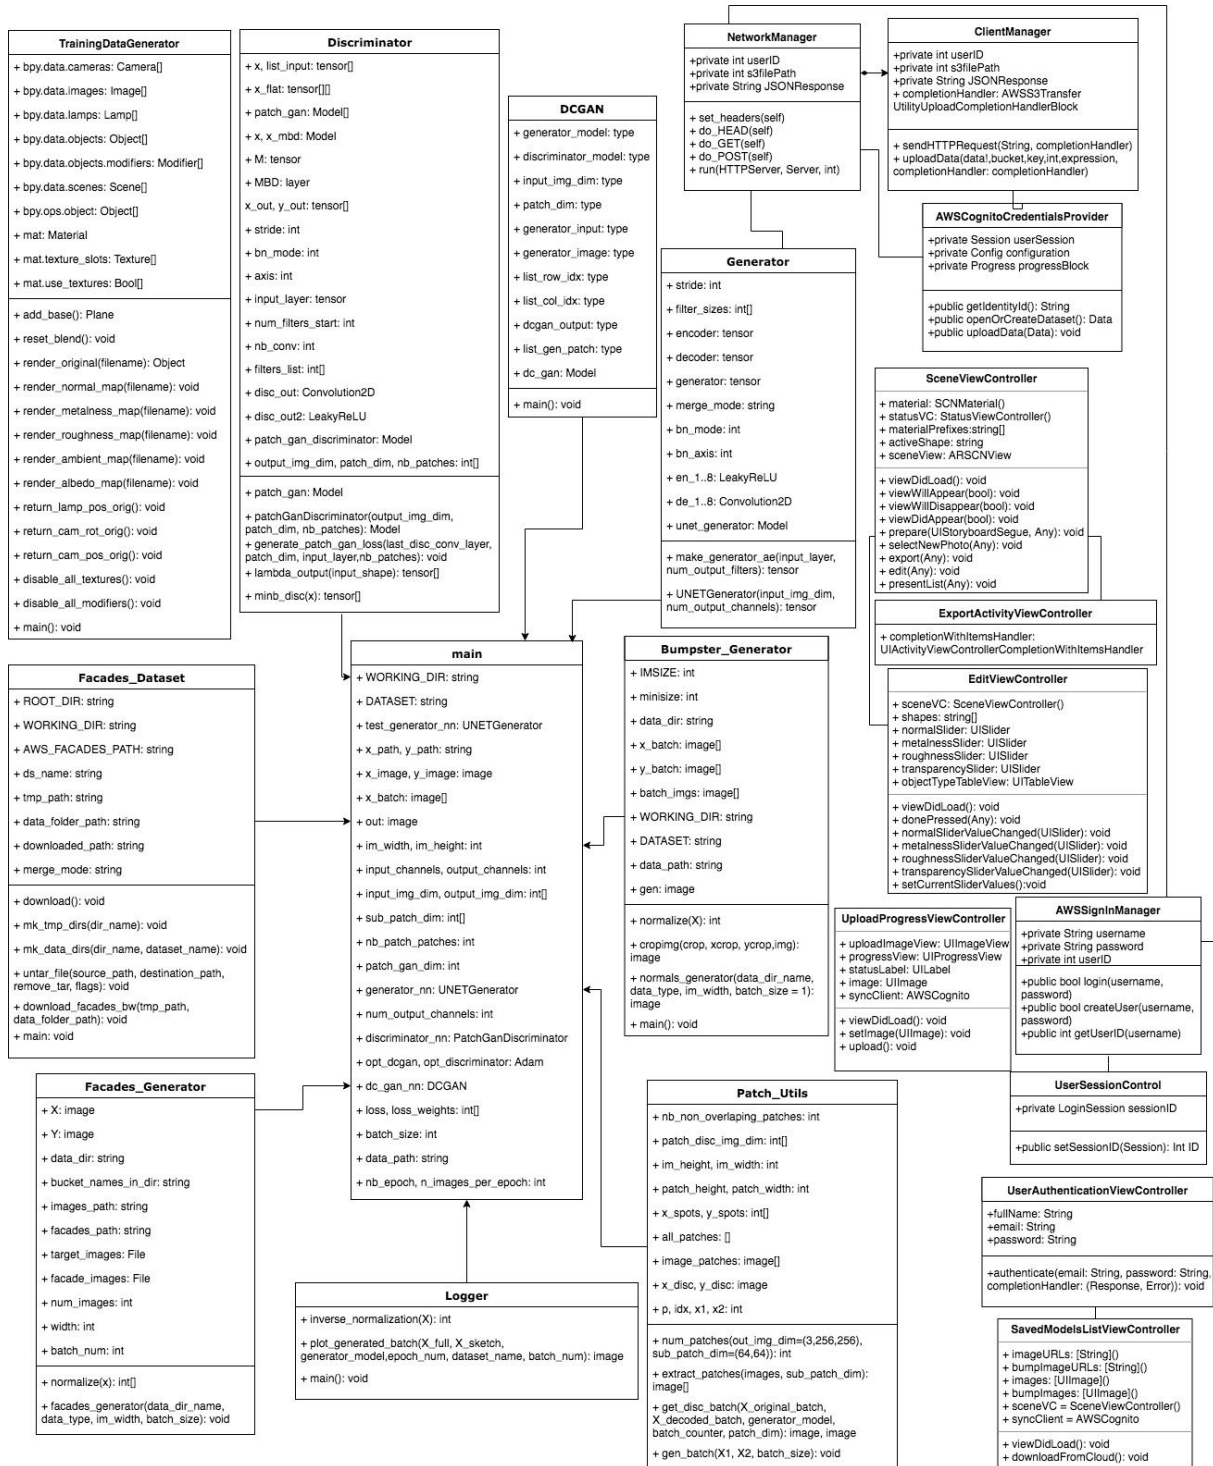 TrainingDataGenerator
+ bpy.data.cameras: Camera[]
+ bpy.data.images: Image[]
+ bpy.data.lamps: Lamp[]
+ bpy.data.objects: Object[]
+ bpy.data.objects.modifiers: Modifier[]
+ bpy.data.scenes: Scene[]
+ bpy.ops.object: Object[]
+ mat: Material
+ mat.texture_slots: Texture[]
+ mat.use_textures: Bool[]
+ add_base(): Plane
+ reset_blend(): void
+ render_original(filename): Object
+ render_normal_map(filename): void
+ render_metalness_map(filename): void
+ render_roughness_map(filename): void
+ render_ambient_map(filename): void
+ render_albedo_map(filename): void
+ return_lamp_pos_orig(): void
+ return_cam_rot_orig(): void
+ return_cam_pos_orig(): void
+ disable_all_textures(): void
+ disable_all_modifiers(): void
+ main(): void
Discriminator
+ x, list_input: tensor[]
+ x_flat: tensor[][]
+ patch_gan: Model[]
+ x, x_mbd: Model
+ M: tensor
+ MBD: layer
x_out, y_out: tensor[]
+ stride: int
+ bn_mode: int
+ axis: int
+ input_layer: tensor
+ num_filters_start: int
+ nb_conv: int
+ filters_list: int[]
+ disc_out: Convolution2D
+ disc_out2: LeakyReLU
+ patch_gan_discriminator: Model
+ output_img_dim, patch_dim, nb_patches: int[]
+ patch_gan: Model
+ patchGanDiscriminator(output_img_dim,
patch_dim, nb_patches): Model
+ generate_patch_gan_loss(last_disc_conv_layer,
patch_dim, input_layer,nb_patches): void
+ lambda_output(input_shape): tensor[]
+ minb_disc(x): tensor[]
DCGAN
+ generator_model: type
+ discriminator_model: type
+ input_img_dim: type
+ patch_dim: type
+ generator_input: type
+ generator_image: type
+ list_row_idx: type
+ list_col_idx: type
+ dcgan_output: type
+ list_gen_patch: type
+ dc_gan: Model
+ main(): void
NetworkManager
+private int userID
+private int s3filePath
+private String JSONResponse
+ set_headers(self)
+ do_HEAD(self)
+ do_GET(self)
+ do_POST(self)
+ run(HTTPServer, Server, int)
ClientManager
+private int userID
+private int s3filePath
+private String JSONResponse
+ completionHandler: AWSS3Transfer
UtilityUploadCompletionHandlerBlock
+ sendHTTPRequest(String, completionHandler)
+ uploadData(data!,bucket,key,int,expression,
completionHandler: completionHandler)
AWSCognitoCredentialsProvider
+private Session userSession
+private Config configuration
+private Progress progressBlock
+public getIdentityId(): String
+public openOrCreateDataset(): Data
+public uploadData(Data): void
Generator
+ stride: int
+ filter_sizes: int[]
+ encoder: tensor
+ decoder: tensor
+ generator: tensor
+ merge_mode: string
+ bn_mode: int
+ bn_axis: int
+ en_1..8: LeakyReLU
+ de_1..8: Convolution2D
+ unet_generator: Model
+ make_generator_ae(input_layer,
num_output_filters): tensor
+ UNETGenerator(input_img_dim,
num_output_channels): tensor
SceneViewController
+ material: SCNMaterial()
+ statusVC: StatusViewController()
+ materialPrefixes:string[]
+ activeShape: string
+ sceneView: ARSCNView
+ viewDidLoad(): void
+ viewWillAppear(bool): void
+ viewWillDisappear(bool): void
+ viewDidAppear(bool): void
+ prepare(UIStoryboardSegue, Any): void
+ selectNewPhoto(Any): void
+ export(Any): void
+ edit(Any): void
+ presentList(Any): void
ExportActivityViewController
+ completionWithItemsHandler:
UIActivityViewControllerCompletionWithItemsHandler
EditViewController
+ sceneVC: SceneViewController()
+ shapes: string[]
+ normalSlider: UISlider
+ metalnessSlider: UISlider
+ roughnessSlider: UISlider
+ transparencySlider: UISlider
+ objectTypeTableView: UITableView
+ viewDidLoad(): void
+ donePressed(Any): void
+ normalSliderValueChanged(UISlider): void
+ metalnessSliderValueChanged(UISlider): void
+ roughnessSliderValueChanged(UISlider): void
+ transparencySliderValueChanged(UISlider): void
+ setCurrentSliderValues():void
Facades_Dataset
+ ROOT_DIR: string
+ WORKING_DIR: string
+ AWS_FACADES_PATH: string
+ ds_name: string
+ tmp_path: string
+ data_folder_path: string
+ downloaded_path: string
+ merge_mode: string
+ download(): void
+ mk_tmp_dirs(dir_name): void
+ mk_data_dirs(dir_name, dataset_name): void
+ untar_file(source_path, destination_path,
remove_tar, flags): void
+ download_facades_bw(tmp_path,
data_folder_path): void
+ main: void
main
+ WORKING_DIR: string
+ DATASET: string
+ test_generator_nn: UNETGenerator
+ x_path, y_path: string
+ x_image, y_image: image
+ x_batch: image[]
+ out: image
+ im_width, im_height: int
+ input_channels, output_channels: int
+ input_img_dim, output_img_dim: int[]
+ sub_patch_dim: int[]
+ nb_patch_patches: int
+ patch_gan_dim: int
+ generator_nn: UNETGenerator
+ num_output_channels: int
+ discriminator_nn: PatchGanDiscriminator
+ opt_dcgan, opt_discriminator: Adam
+ dc_gan_nn: DCGAN
+ loss, loss_weights: int[]
+ batch_size: int
+ data_path: string
+ nb_epoch, n_images_per_epoch: int
Bumpster_Generator
+ IMSIZE: int
+ minisize: int
+ data_dir: string
+ x_batch: image[]
+ y_batch: image[]
+ batch_imgs: image[]
+ WORKING_DIR: string
+ DATASET: string
+ data_path: string
+ gen: image
+ normalize(X): int
+ cropimg(crop, xcrop, ycrop,img):
image
+ normals_generator(data_dir_name,
data_type, im_width, batch_size = 1):
image
+ main(): void
UploadProgressViewController
+ uploadImageView: UIImageView
+ progressView: UIProgressView
+ statusLabel: UILabel
+ image: UIImage
+ syncClient: AWSCognito
+ viewDidLoad(): void
+ setImage(UIImage): void
+ upload(): void
AWSSignInManager
+private String username
+private String password
+private int userID
+public bool login(username,
password)
+public bool createUser(username,
password)
+public int getUserID(username)
UserSessionControl
+private LoginSession sessionID
+public setSessionID(Session): Int ID
Facades_Generator
+ X: image
+ Y: image
+ data_dir: string
+ bucket_names_in_dir: string
+ images_path: string
+ facades_path: string
+ target_images: File
+ facade_images: File
+ num_images: int
+ width: int
+ batch_num: int
+ normalize(x): int[]
+ facades_generator(data_dir_name,
data_type, im_width, batch_size): void
Logger
+ inverse_normalization(X): int
+ plot_generated_batch(X_full, X_sketch,
generator_model,epoch_num, dataset_name, batch_num): image
+ main(): void
Patch_Utils
+ nb_non_overlaping_patches: int
+ patch_disc_img_dim: int[]
+ im_height, im_width: int
+ patch_height, patch_width: int
+ x_spots, y_spots: int[]
+ all_patches: []
+ image_patches: image[]
+ x_disc, y_disc: image
+ p, idx, x1, x2: int
+ num_patches(out_img_dim=(3,256,256),
sub_patch_dim=(64,64)): int
+ extract_patches(images, sub_patch_dim):
image[]
+ get_disc_batch(X_original_batch,
X_decoded_batch, generator_model,
batch_counter, patch_dim): image, image
+ gen_batch(X1, X2, batch_size): void
UserAuthenticationViewController
+fullName: String
+email: String
+password: String
+authenticate(email: String, password: String,
completionHandler: (Response, Error)): void
SavedModelsListViewController
+ imageURLs: [String]()
+ bumpImageURLs: [String]()
+ images: [UIImage]()
+ bumpImages: [UIImage]()
+ sceneVC = SceneViewController()
+ syncClient = AWSCognito
+ viewDidLoad(): void
+ downloadFromCloud(): void